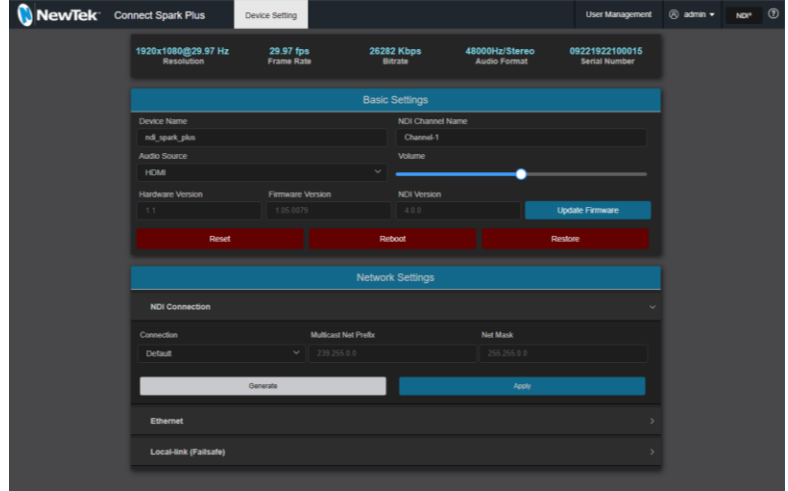 NewTek Connect Spark Plus Device Setting User Management admin NDI®
1920x1080@29.97 Hz 29.97 fps 26282 Kbps 48000Hz/Stereo 09221922100015
Resolution Frame Rate Bitrate Audio Format Serial Number
Basic Settings
Device Name NDI Channel Name
ndi_spark_plus Channel-1
Audio Source Volume
HDMI
Hardware Version Firmware Version NDI Version
1.1 1.05.0079 4.0.0 Update Firmware
Reset Reboot Restore
Network Settings
NDI Connection
Connection Multicast Net Prefix Net Mask
Default 239.255.0.0 255.255.0.0
Generate Apply
Ethernet
Local-link (Failsafe)